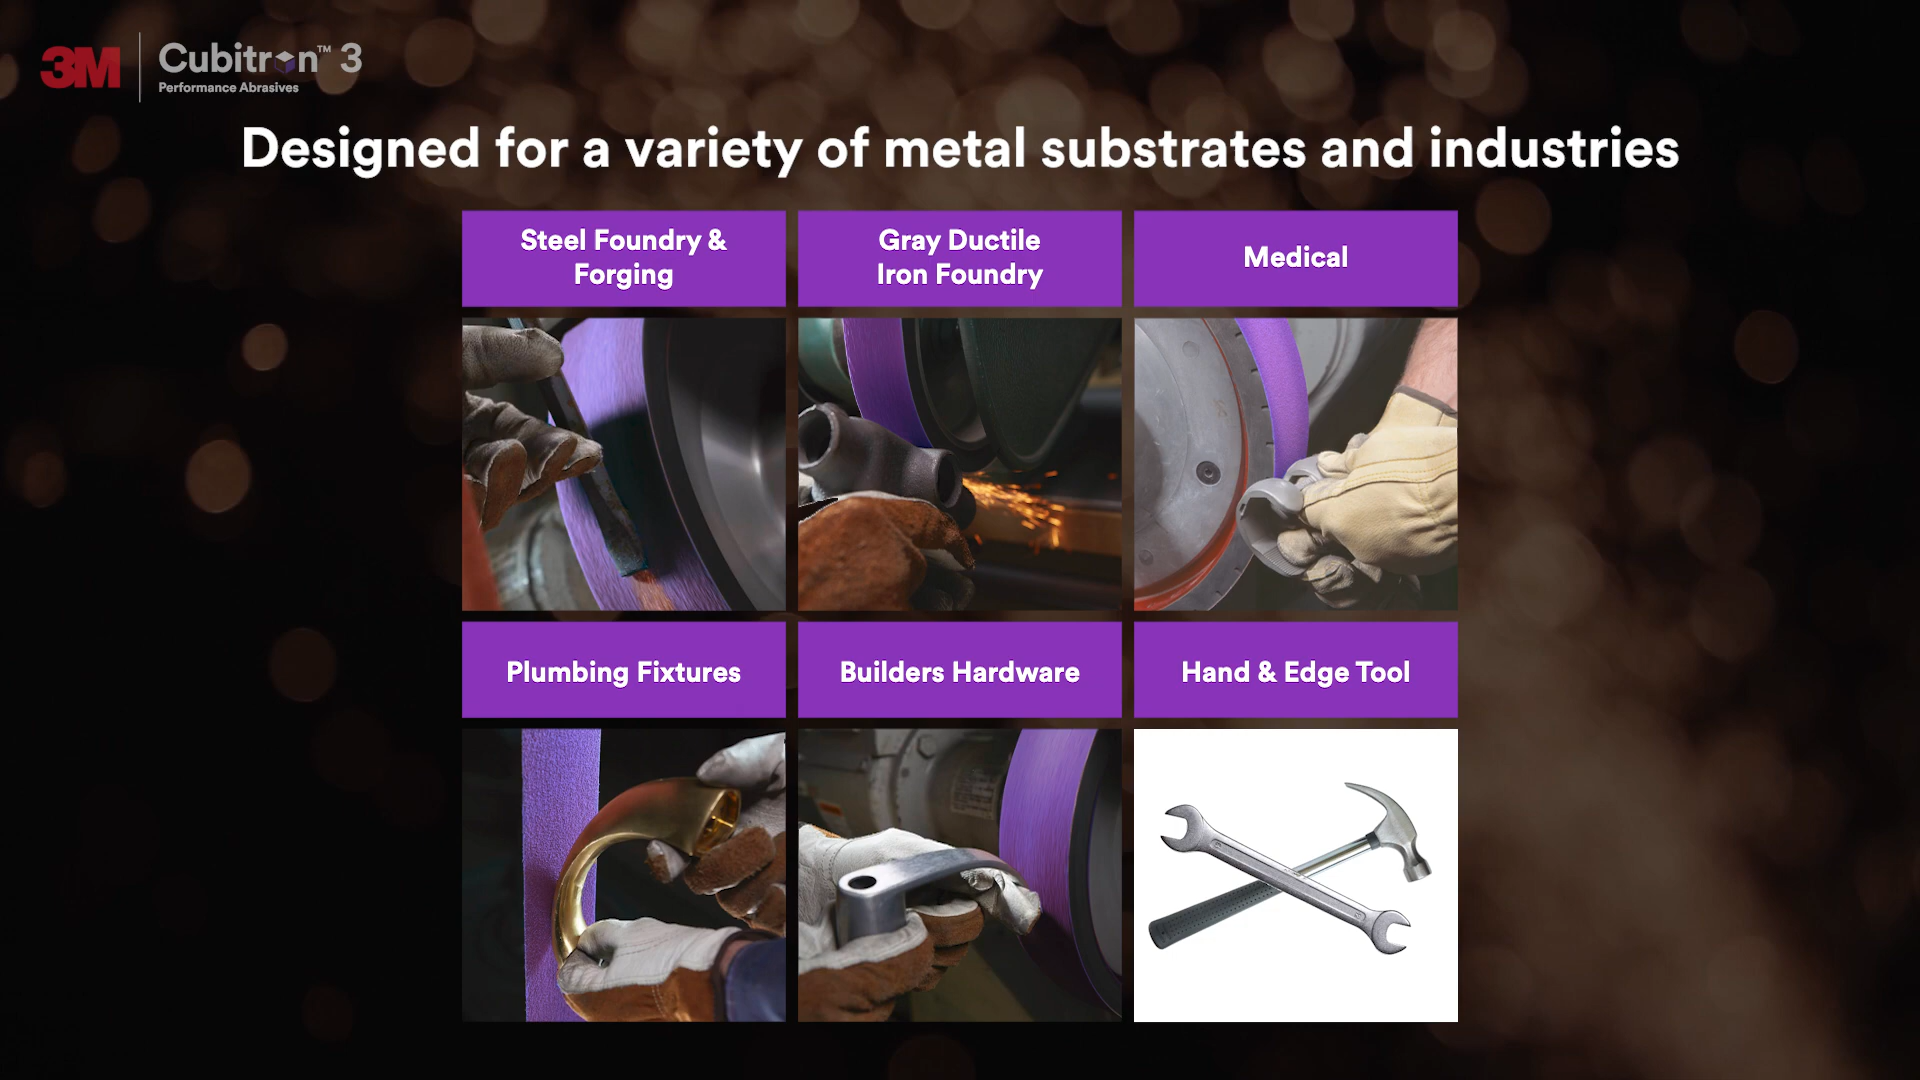 3M
Cubitron™ 3
Performance Abrasives
Designed for a variety of metal substrates and industries
Steel Foundry &
Forging
Gray Ductile
Iron Foundry
Medical
Plumbing Fixtures
Builders Hardware
Hand & Edge Tool